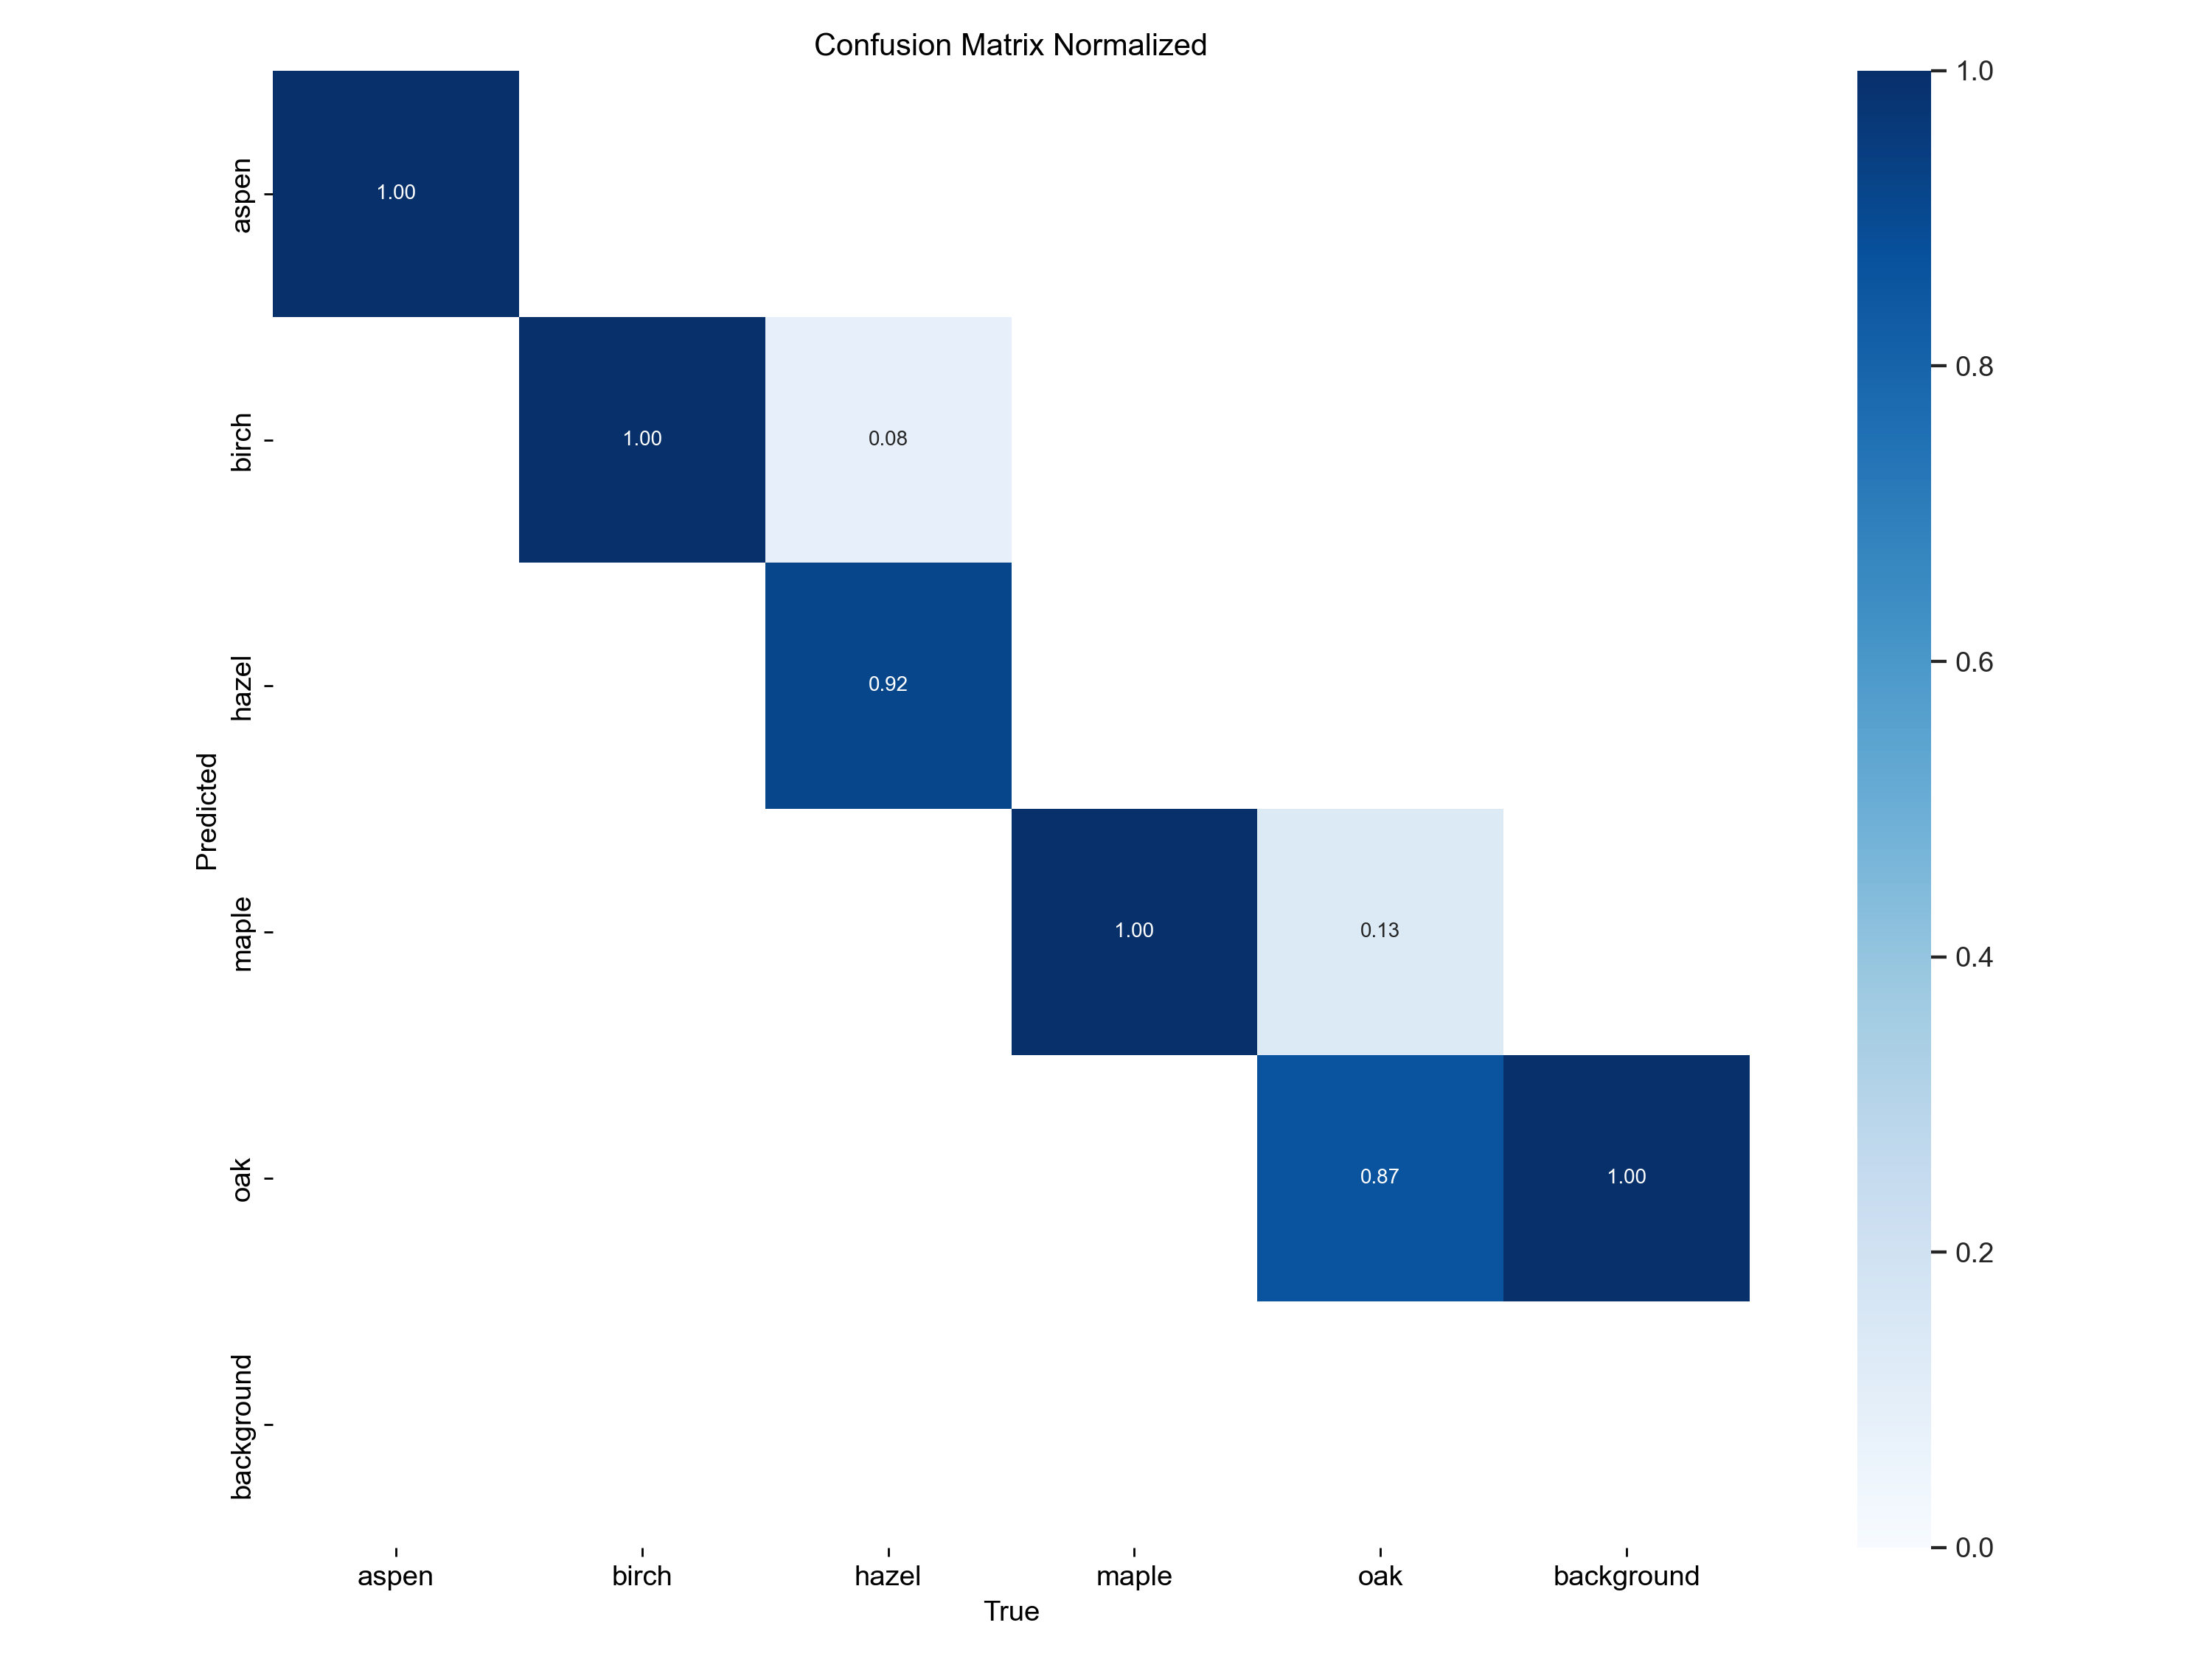 Confusion Matrix Normalized
aspen
1.00
birch
1.00 0.08
hazel
0.92
maple
1.00 0.13
oak
0.87 1.00
background
Predicted
aspen birch hazel maple oak background
True
1.0
0.8
0.6
0.4
0.2
0.0